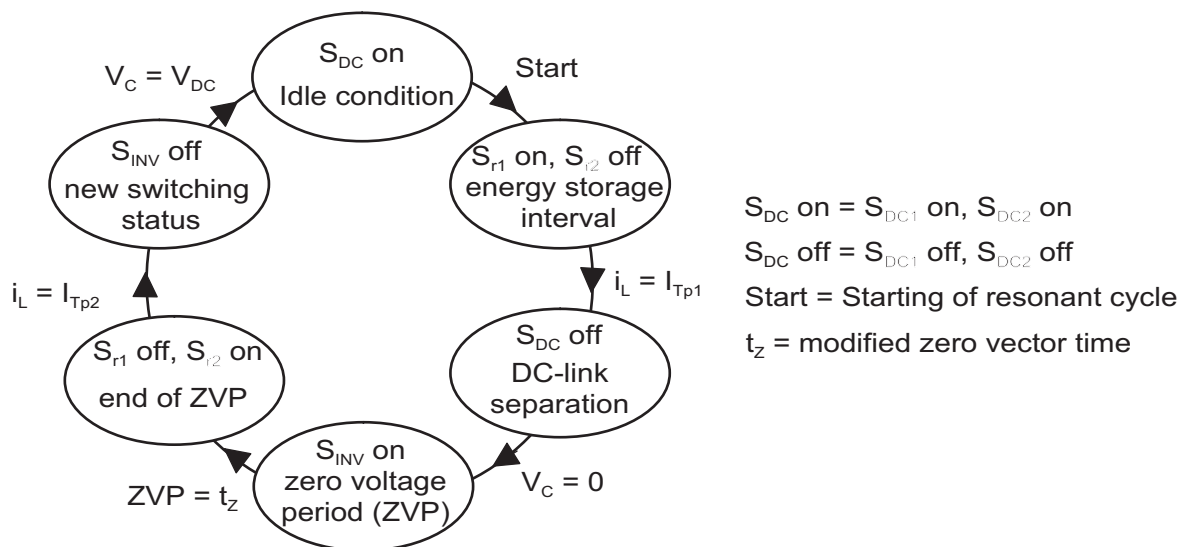 S_DC on
Idle condition
Start
S_r1 on, S_r2 off
energy storage
interval
i_L = I_Tp1
S_DC off
DC-link
separation
V_C = 0
S_INV on
zero voltage
period (ZVP)
ZVP = t_Z
S_r1 off, S_r2 on
end of ZVP
i_L = I_Tp2
S_INV off
new switching
status
V_C = V_DC
S_DC on = S_DC1 on, S_DC2 on
S_DC off = S_DC1 off, S_DC2 off
Start = Starting of resonant cycle
t_Z = modified zero vector time